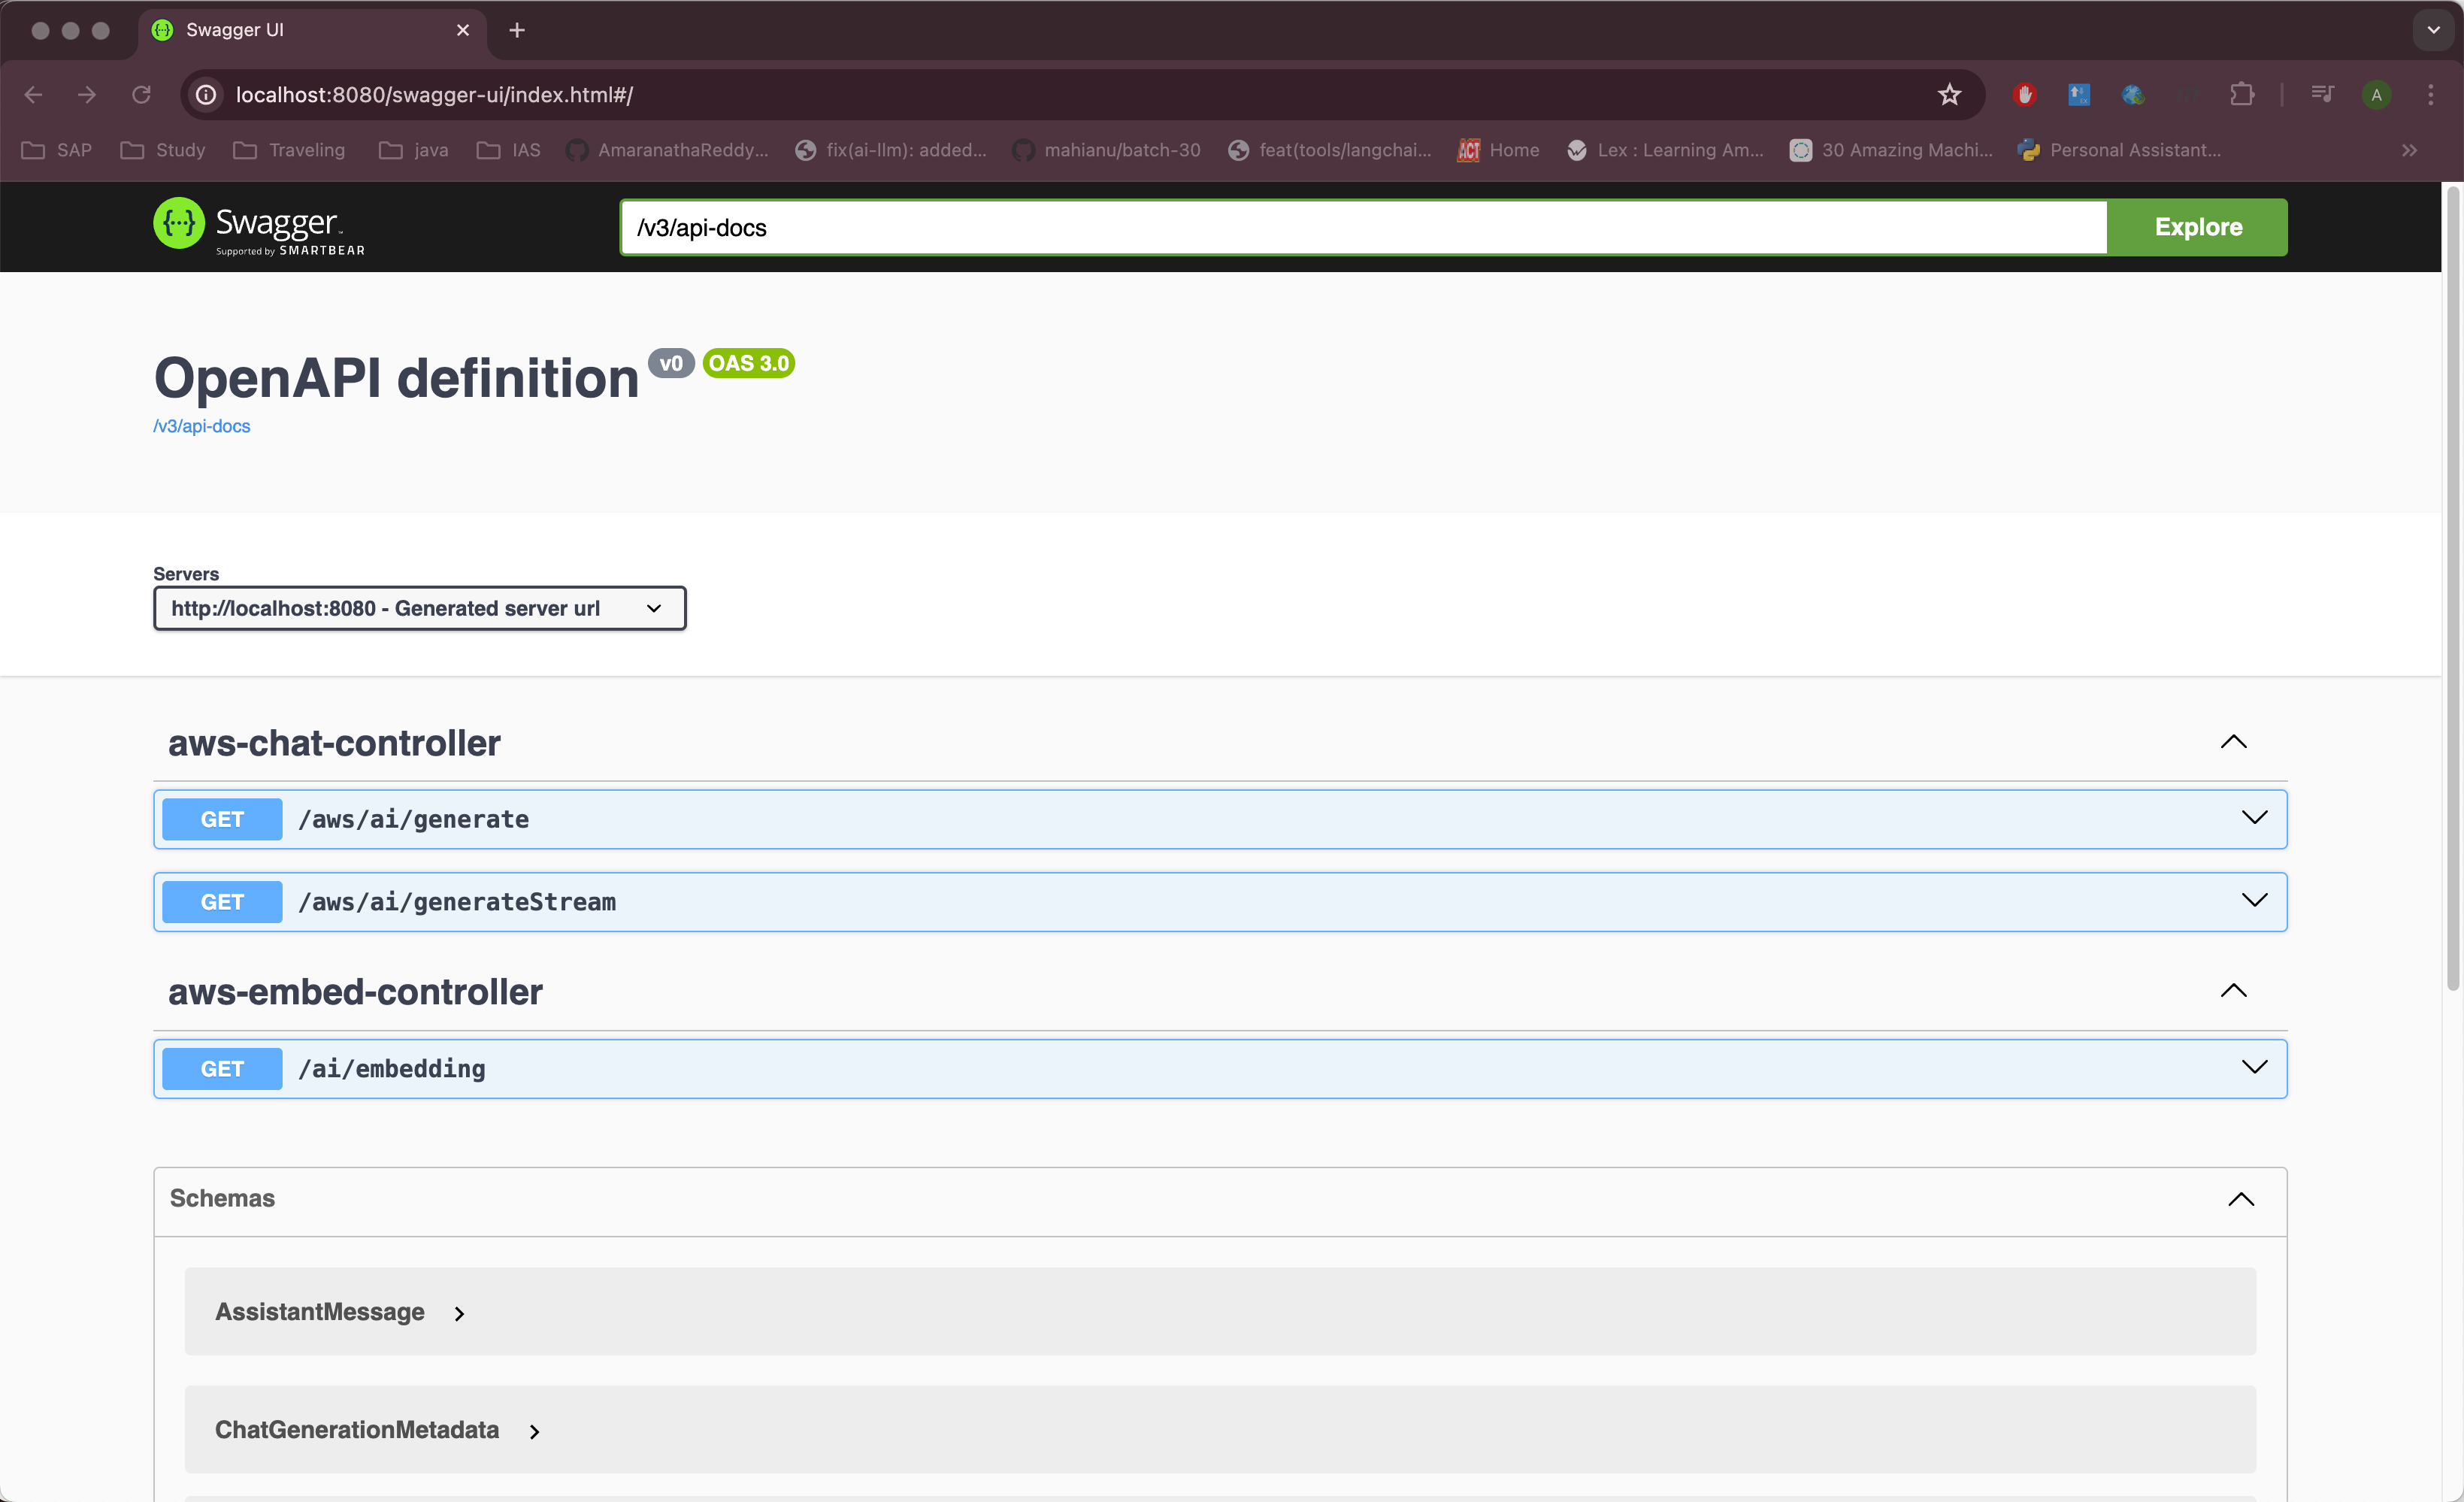 Swagger UI
localhost:8080/swagger-ui/index.html#/
A
SAP Study Traveling java IAS AmaranathaReddy... fix(ai-llm): added... mahianu/batch-30 feat(tools/langchai... ACT Home Lex : Learning Am... 30 Amazing Machi... Personal Assistant...
Swagger™
Supported by SMARTBEAR
/v3/api-docs
Explore
OpenAPI definition v0 OAS 3.0
/v3/api-docs
Servers
http://localhost:8080 - Generated server url
aws-chat-controller
GET /aws/ai/generate
GET /aws/ai/generateStream
aws-embed-controller
GET /ai/embedding
Schemas
AssistantMessage
ChatGenerationMetadata